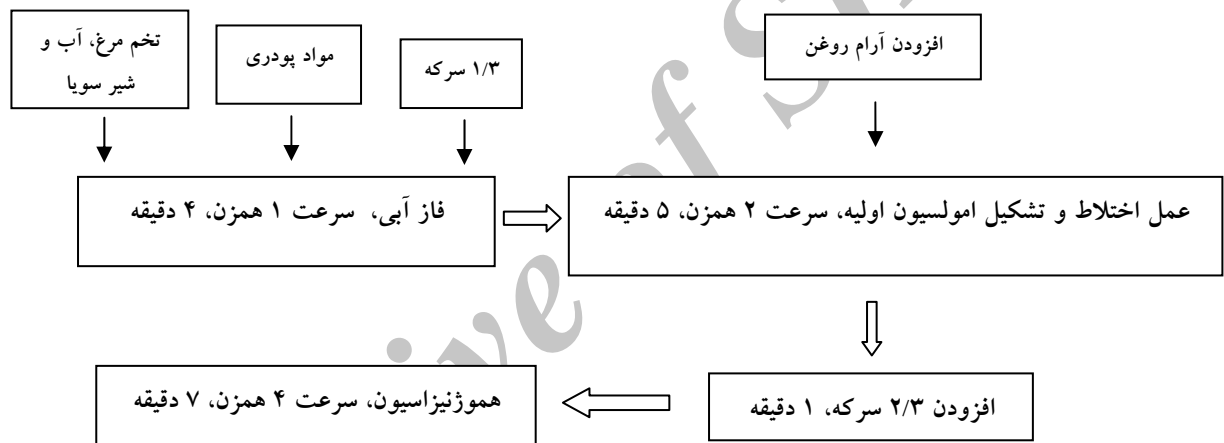 تخم مرغ، آب و
شیر سویا
مواد پودری
۱/۳ سرکه
افزودن آرام روغن
فاز آبی، سرعت ۱ همزن، ۴ دقیقه
عمل اختلاط و تشکیل امولسیون اولیه، سرعت ۲ همزن، ۵ دقیقه
افزودن ۲/۳ سرکه، ۱ دقیقه
هموژنیزاسیون، سرعت ۴ همزن، ۷ دقیقه
ive of S